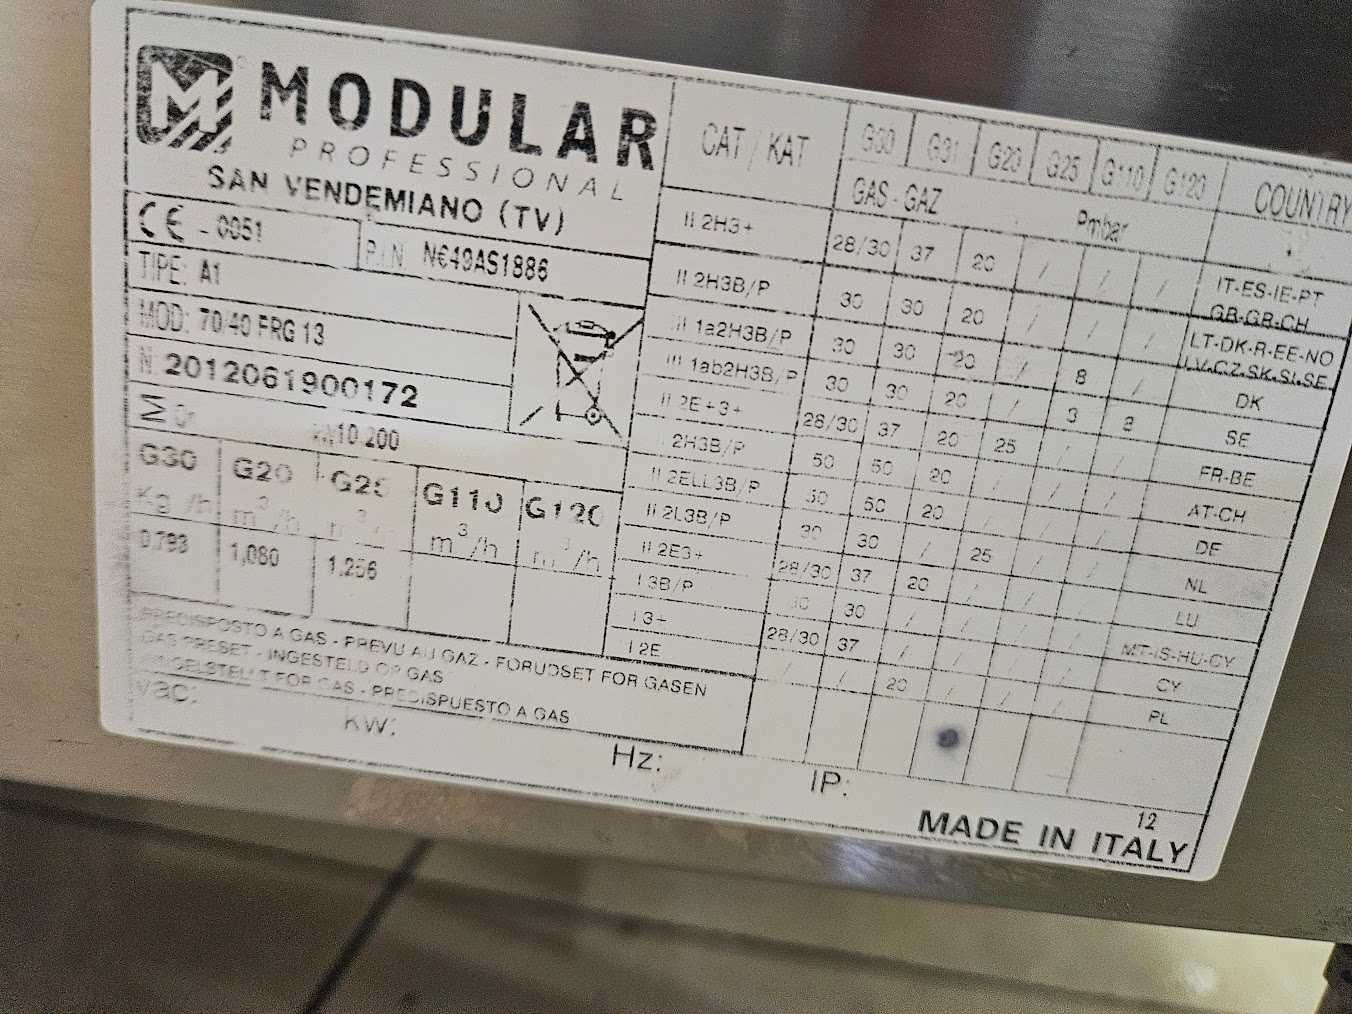 MODULAR
PROFESSIONAL
SAN VENDEMIANO (TV)
CE - 0051
P.I.N N€49AS1886
TIPE: A1
MOD: 70/40 FRG 13
N. 2012061900172
10.200
G30 G20 G25 G110 G120
Kg /h m³/h m³/h m³/h m³/h
0.793 1,080 1.256
PREDISPOSTO A GAS - PREVU AU GAZ - FORUDSET FOR GASEN
GAS PRESET - INGESTELD OP GAS
FOR GAS - PREDISPUESTO A GAS
Vac:
KW:
Hz:
IP:
CAT / KAT G30 G31 G20 G25 G110 G120 COUNTRY
GAS - GAZ Pmbar
II 2H3+ 28/30 37 20 / / / IT-ES-IE-PT
GR-GB-CH
II 2H3B/P 30 30 20 / / / LT-DK-R-EE-NO
LV-CZ-SK-SI-SE
III 1a2H3B/P 30 30 20 / 8 / DK
III 1ab2H3B/P 30 30 20 / 3 8 SE
II 2E+3+ 28/30 37 20 25 / / FR-BE
2H3B/P 50 50 20 / / / AT-CH
II 2ELL3B/P 50 50 20 / / / DE
II 2L3B/P 30 30 / 25 / / NL
II 2E3+ 28/30 37 20 / / / LU
I 3B/P 30 30 / / / / MT-IS-HU-CY
I 3+ 28/30 37 / / / / CY
I 2E / / 20 / / / PL
12
MADE IN ITALY